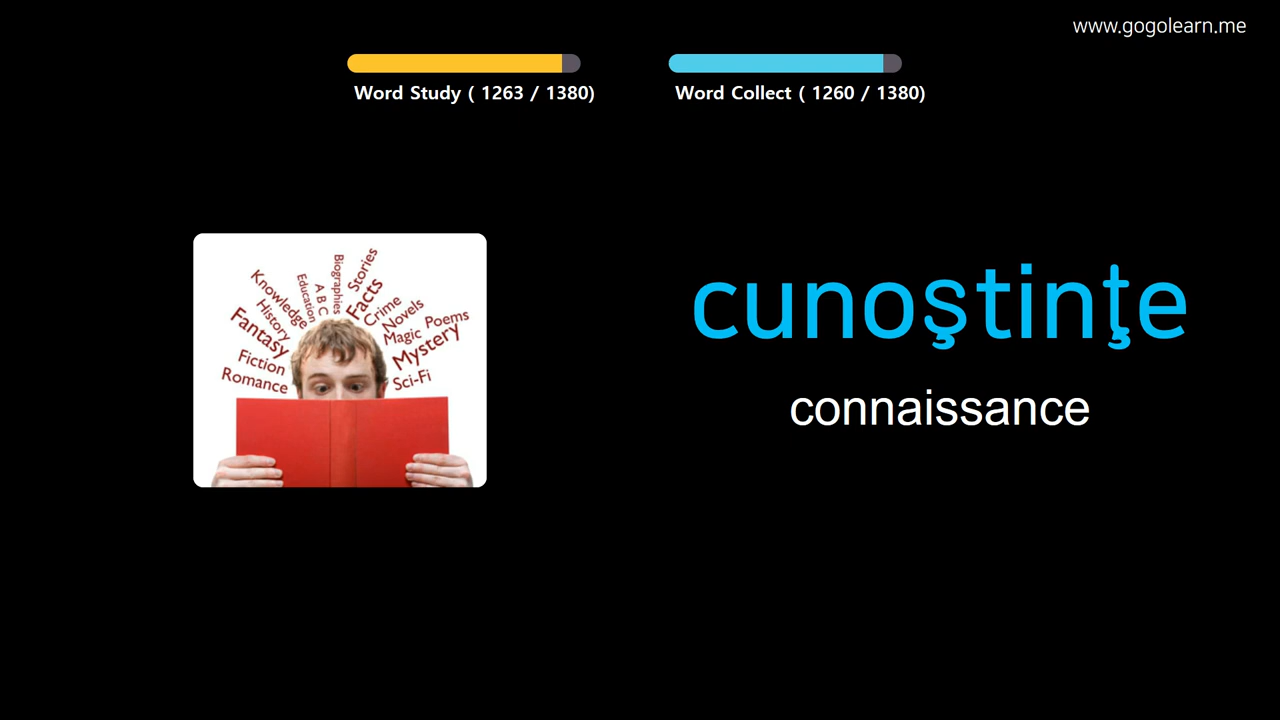 www.gogolearn.me
Word Study ( 1263 / 1380)
Word Collect ( 1260 / 1380)
cunoştinţe
connaissance
Knowledge
History
Fantasy
Fiction
Romance
Education
A B C
Biographies
Stories
Facts
Crime
Novels
Magic
Poems
Mystery
Sci-Fi